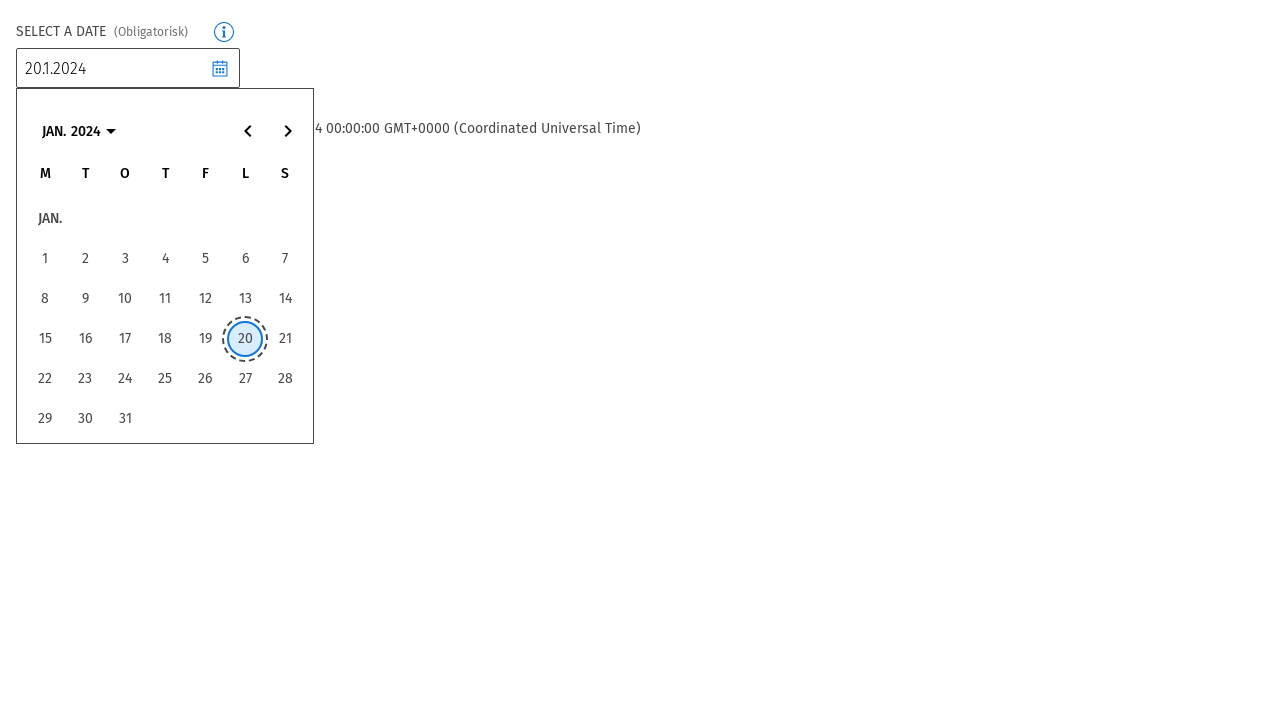 SELECT A DATE (Obligatorisk)
20.1.2024
4 00:00:00 GMT+0000 (Coordinated Universal Time)
JAN. 2024
M T O T F L S
JAN.
1 2 3 4 5 6 7
8 9 10 11 12 13 14
15 16 17 18 19 20 21
22 23 24 25 26 27 28
29 30 31